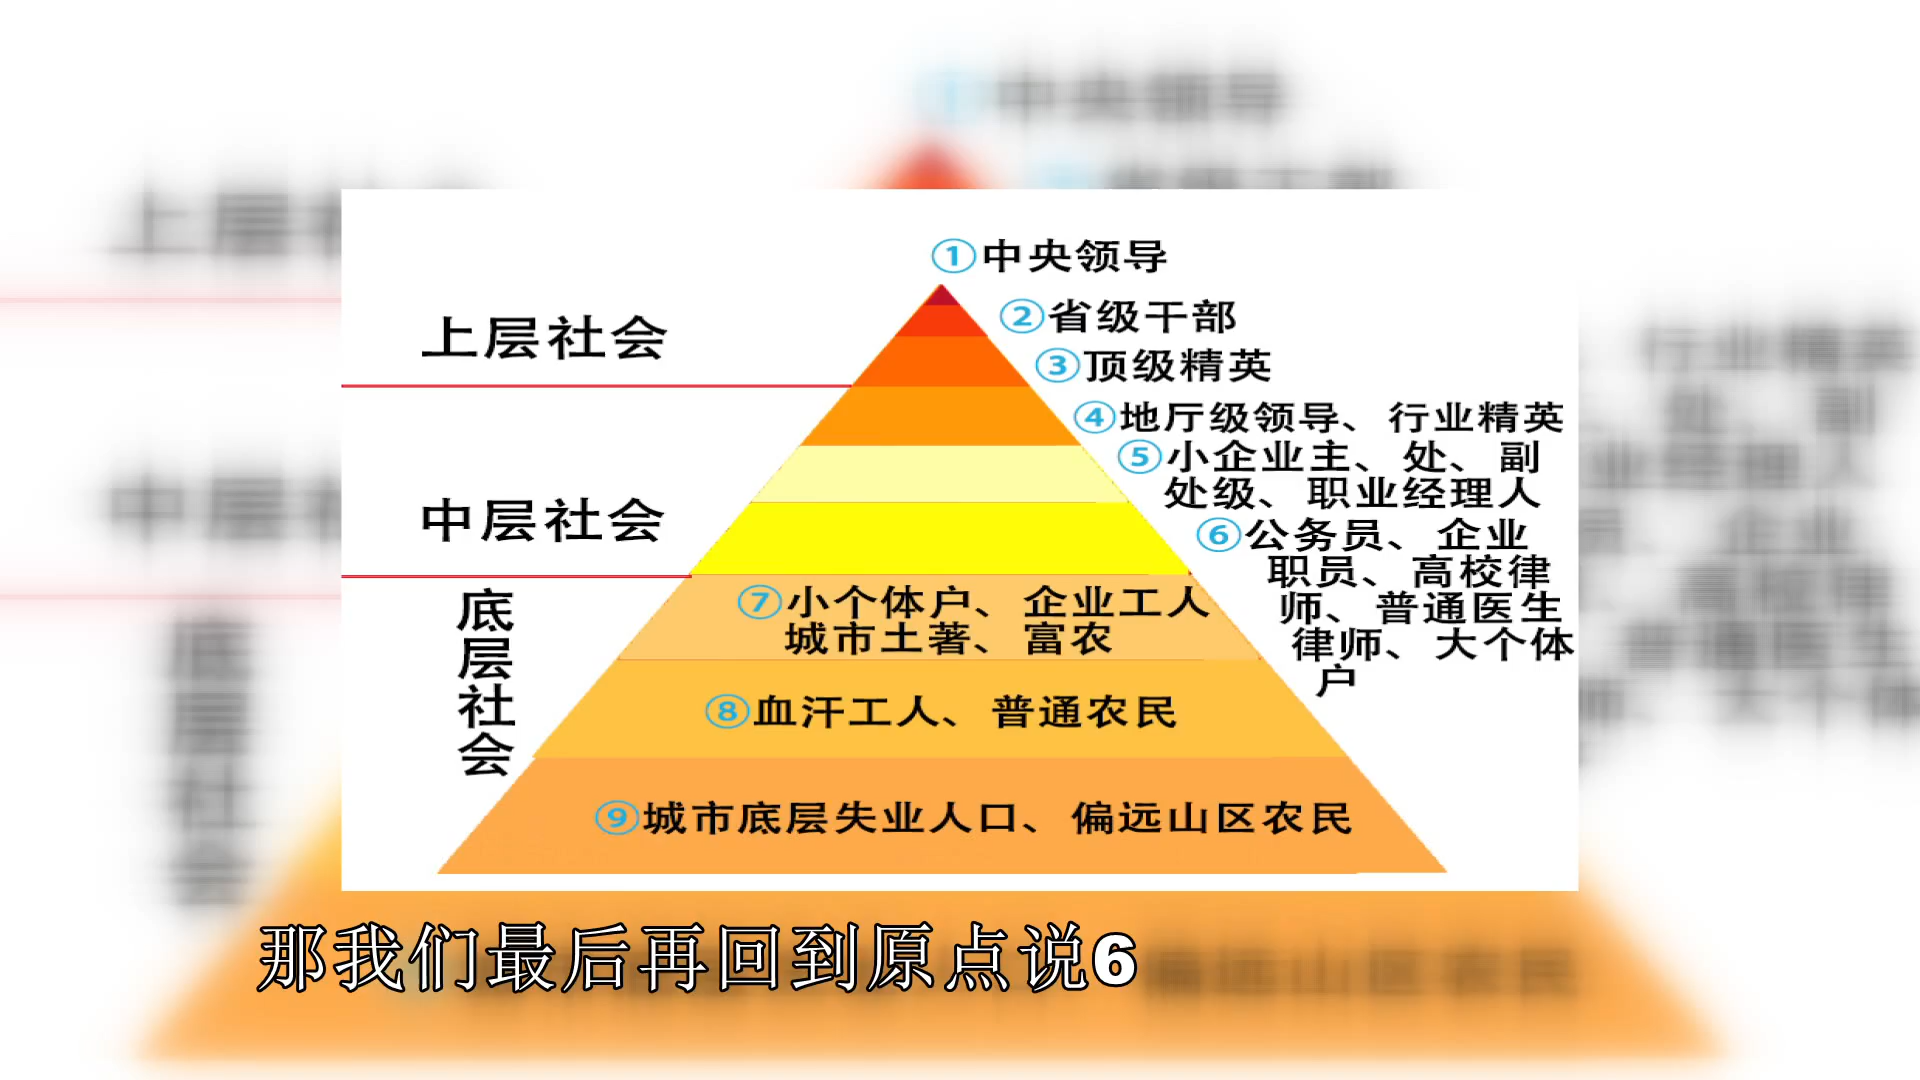 ①中央领导
②省级干部
③顶级精英
④地厅级领导、行业精英
⑤小企业主、处、副
处级、职业经理人
⑥公务员、企业
职员、高校律
师、普通医生
律师、大个体
户
上层社会
中层社会
底层社会
⑦小个体户、企业工人
城市土著、富农
⑧血汗工人、普通农民
⑨城市底层失业人口、偏远山区农民
那我们最后再回到原点说6